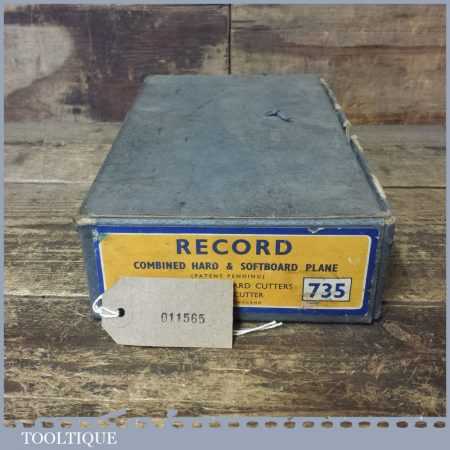 RECORD
COMBINED HARD & SOFTBOARD PLANE
(PATENT PENDING)
ARD CUTTERS
CUTTER
735
011565
TOOLTIQUE